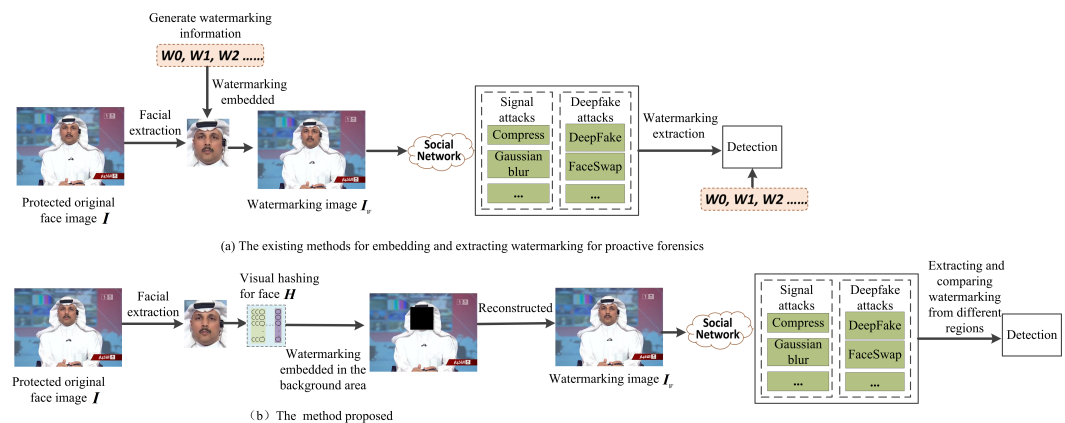 Generate watermarking
information
W0, W1, W2 ......
Watermarking
embedded
Facial
extraction
Protected original
face image I
Watermarking image Iw
Social
Network
Signal
attacks
Compress
Gaussian
blur
...
Deepfake
attacks
DeepFake
FaceSwap
...
Watermarking
extraction
Detection
W0, W1, W2 ......
(a) The existing methods for embedding and extracting watermarking for proactive forensics
Facial
extraction
Visual hashing
for face H
Watermarking
embedded in the
background area
Protected original
face image I
Reconstructed
Watermarking image Iw
Social
Network
Signal
attacks
Compress
Gaussian
blur
...
Deepfake
attacks
DeepFake
FaceSwap
...
Extracting and
comparing
watermarking
from different
regions
Detection
(b) The method proposed